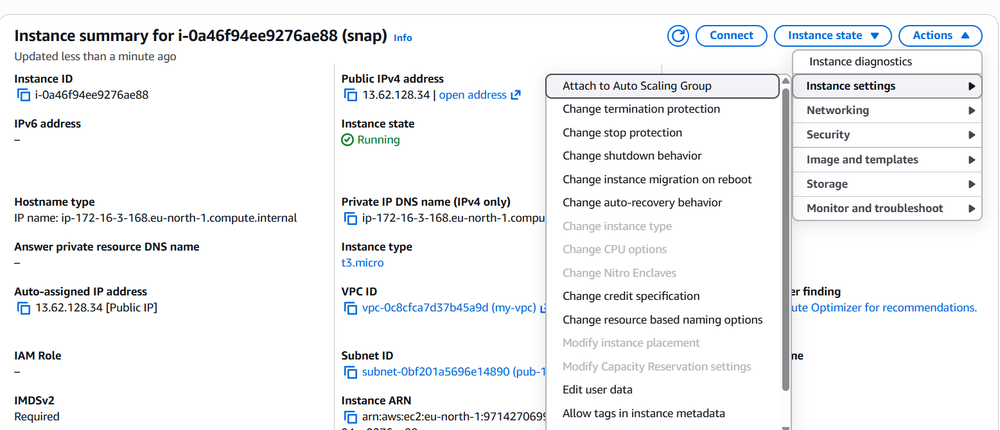 Instance summary for i-0a46f94ee9276ae88 (snap) Info
Updated less than a minute ago
Connect
Instance state
Actions
Instance ID
i-0a46f94ee9276ae88
IPv6 address
–
Hostname type
IP name: ip-172-16-3-168.eu-north-1.compute.internal
Answer private resource DNS name
–
Auto-assigned IP address
13.62.128.34 [Public IP]
IAM Role
–
IMDSv2
Required
Public IPv4 address
13.62.128.34 | open address
Instance state
Running
Private IP DNS name (IPv4 only)
ip-172-16-3-168.eu-north-1.compu
Instance type
t3.micro
VPC ID
vpc-0c8cfca7d37b45a9d (my-vpc)
Subnet ID
subnet-0bf201a5696e14890 (pub-1
Instance ARN
arn:aws:ec2:eu-north-1:9714270699
Attach to Auto Scaling Group
Change termination protection
Change stop protection
Change shutdown behavior
Change instance migration on reboot
Change auto-recovery behavior
Change instance type
Change CPU options
Change Nitro Enclaves
Change credit specification
Change resource based naming options
Modify instance placement
Modify Capacity Reservation settings
Edit user data
Allow tags in instance metadata
Instance diagnostics
Instance settings
Networking
Security
Image and templates
Storage
Monitor and troubleshoot
er finding
ute Optimizer for recommendations.
ne